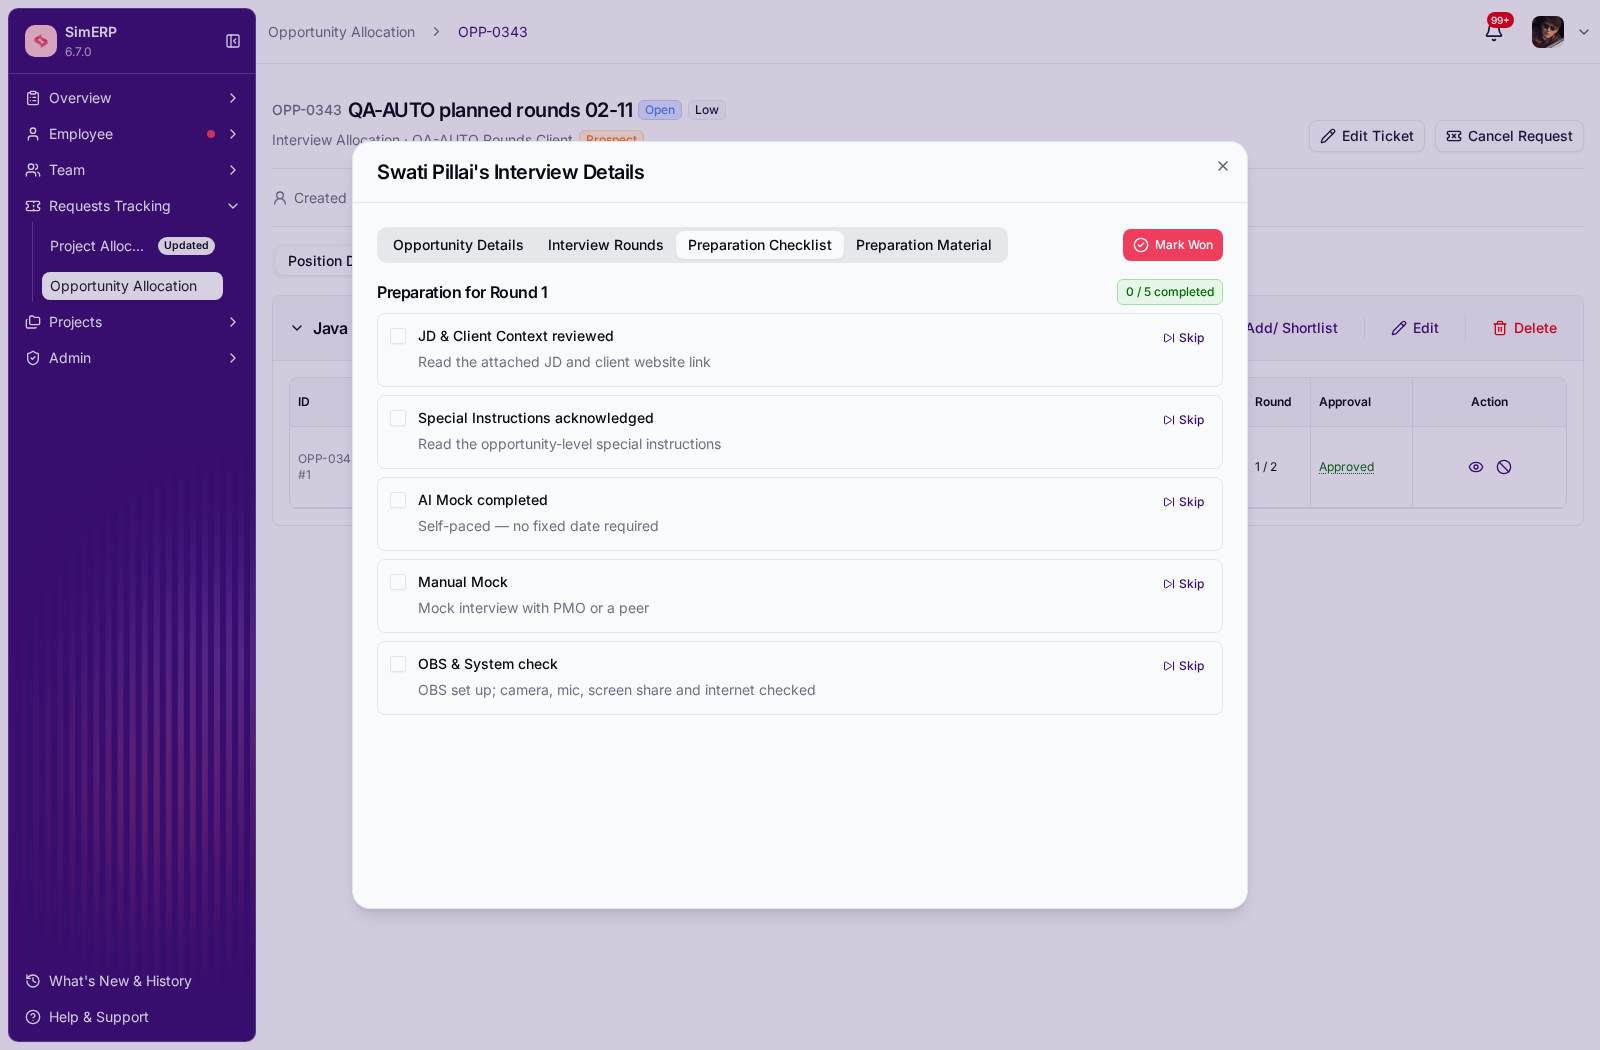 SimERP
6.7.0
Overview
Employee
Team
Requests Tracking
Project Alloc... Updated
Opportunity Allocation
Projects
Admin
What's New & History
Help & Support
Opportunity Allocation > OPP-0343
99+
OPP-0343 QA-AUTO planned rounds 02-11 Open Low
Interview Allocation · QA-AUTO Rounds Client Prospect
Edit Ticket Cancel Request
Created
Position D
Java
Add/ Shortlist Edit Delete
ID Round Approval Action
OPP-034
#1
1 / 2 Approved
Swati Pillai's Interview Details
Opportunity Details Interview Rounds Preparation Checklist Preparation Material Mark Won
Preparation for Round 1 0 / 5 completed
JD & Client Context reviewed Skip
Read the attached JD and client website link
Special Instructions acknowledged Skip
Read the opportunity-level special instructions
AI Mock completed Skip
Self-paced — no fixed date required
Manual Mock Skip
Mock interview with PMO or a peer
OBS & System check Skip
OBS set up; camera, mic, screen share and internet checked